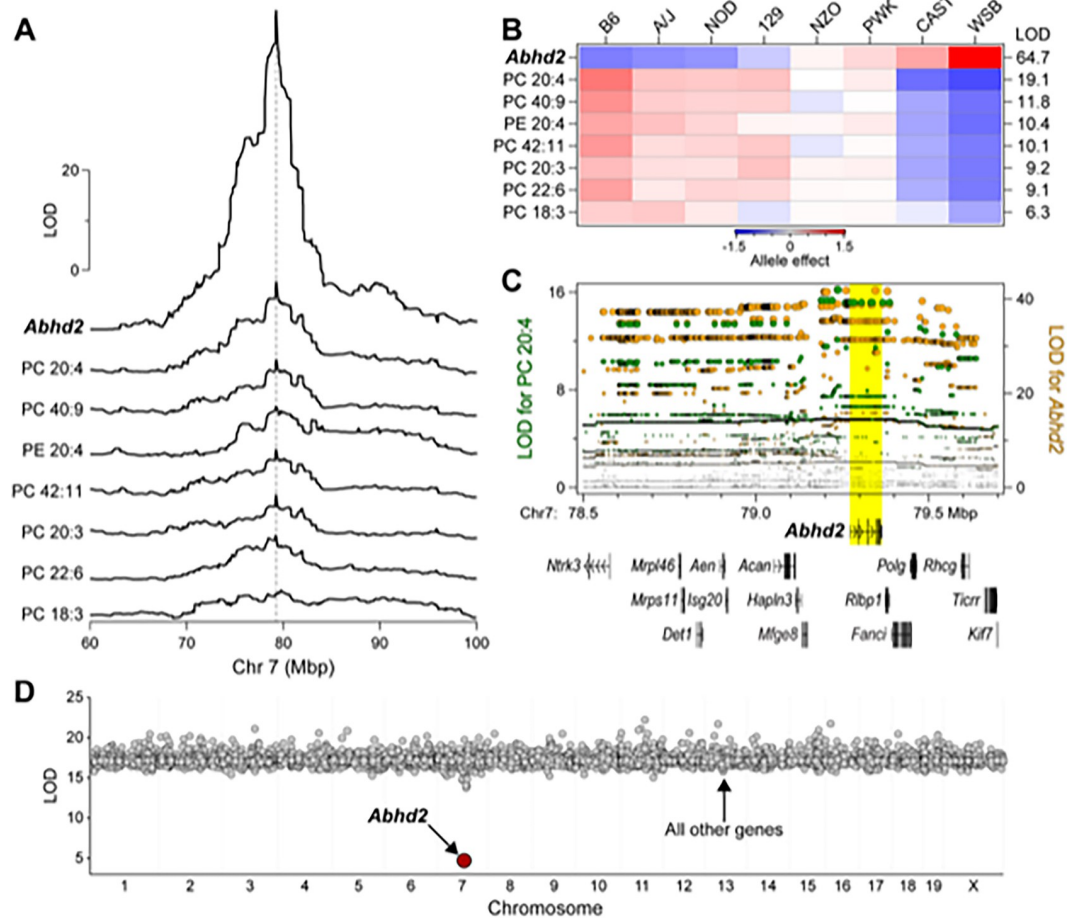 A
LOD
20
0
Abhd2
PC 20:4
PC 40:9
PE 20:4
PC 42:11
PC 20:3
PC 22:6
PC 18:3
60 70 80 90 100
Chr 7 (Mbp)
B
B6 A/J NOD 129 NZO PWK CAST WSB LOD
Abhd2 64.7
PC 20:4 19.1
PC 40:9 11.8
PE 20:4 10.4
PC 42:11 10.1
PC 20:3 9.2
PC 22:6 9.1
PC 18:3 6.3
-1.5 0 1.5
Allele effect
C
LOD for PC 20:4
16
8
0
LOD for Abhd2
40
20
0
Chr7: 78.5 79.0 79.5 Mbp
Abhd2
Ntrk3 Mrpl46 Aen Acan Polg Rhcg
Mrps11 Isg20 Hapln3 Rlbp1 Ticrr
Det1 Mfge8 Fanci Kif7
D
LOD
25
20
15
10
5
Abhd2
All other genes
1 2 3 4 5 6 7 8 9 10 11 12 13 14 15 16 17 18 19 X
Chromosome